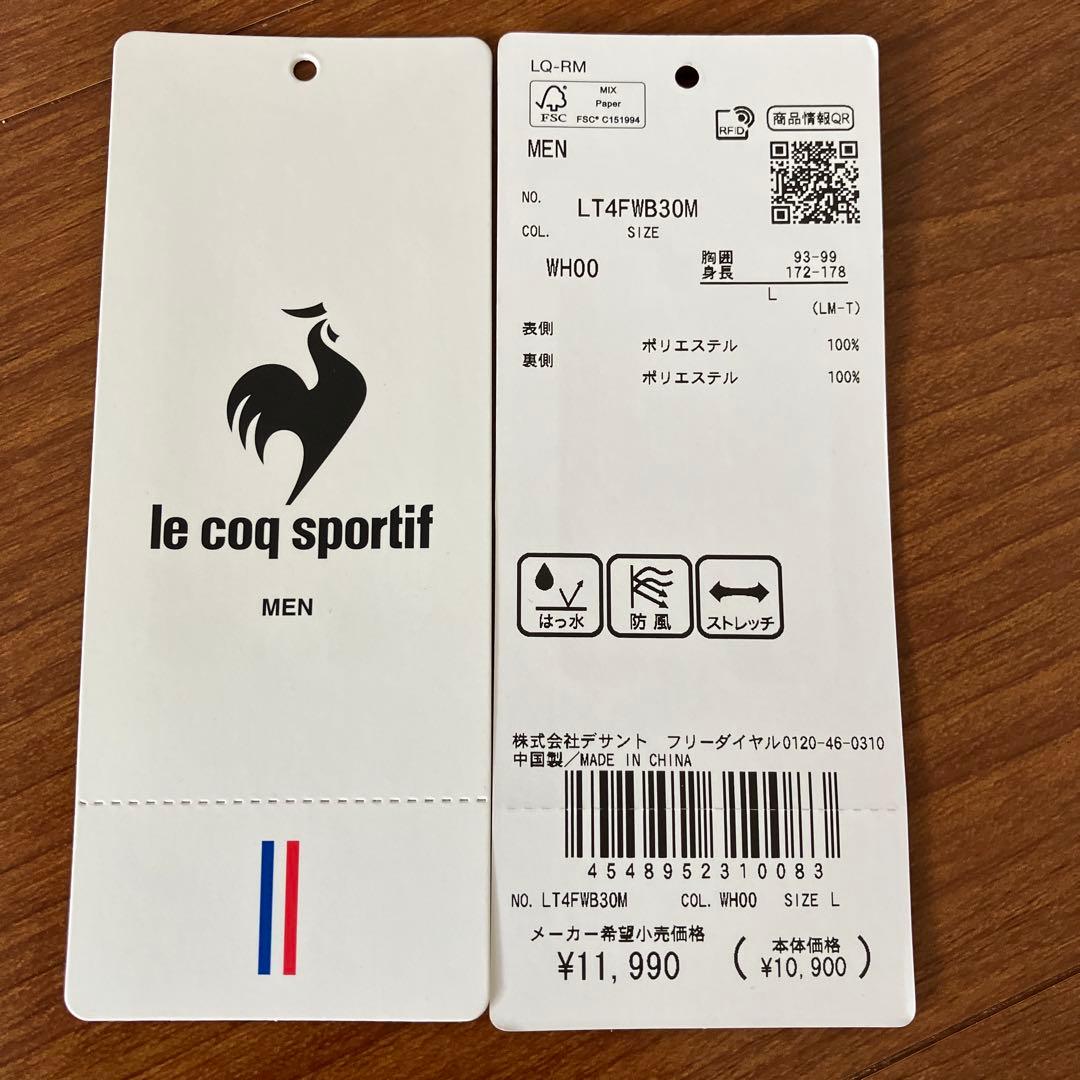 le coq sportif
MEN
LQ-RM
FSC
MIX
Paper
FSC® C151994
RFID
商品情報QR
MEN
NO. LT4FWB30M
COL. SIZE
WH00
胸囲 93-99
身長 172-178
L
(LM-T)
表側
ポリエステル 100%
裏側
ポリエステル 100%
はっ水 防風 ストレッチ
株式会社デサント フリーダイヤル0120-46-0310
中国製/MADE IN CHINA
4548952310083
NO. LT4FWB30M COL. WH00 SIZE L
メーカー希望小売価格
¥11,990
(本体価格
¥10,900)